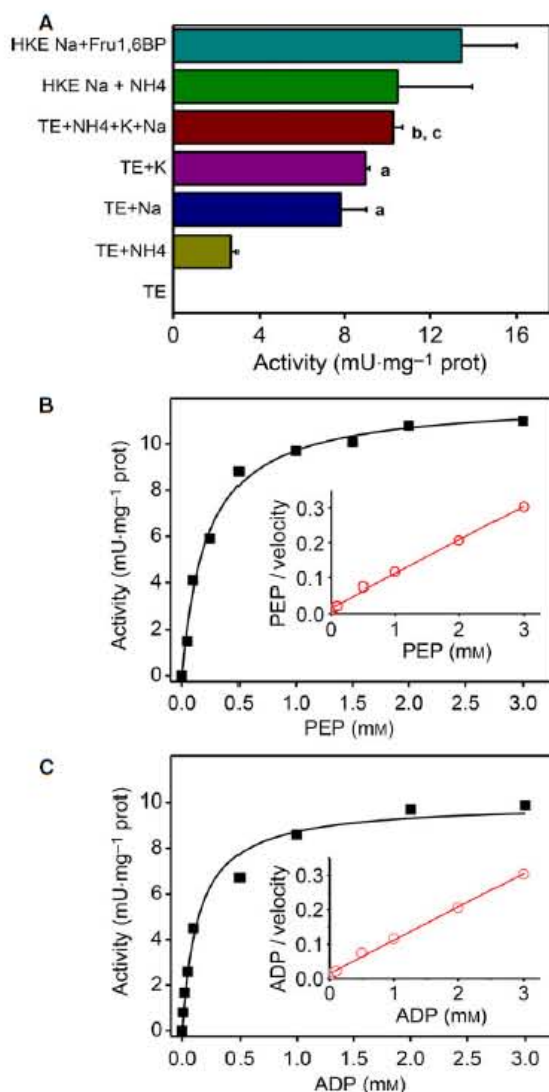 A
HKE Na+Fru1,6BP
HKE Na + NH4
TE+NH4+K+Na
b, c
TE+K
a
TE+Na
a
TE+NH4
TE
0 4 8 12 16
Activity (mU·mg⁻¹ prot)
B
Activity (mU·mg⁻¹ prot)
10
8
6
4
2
0
0.0 0.5 1.0 1.5 2.0 2.5 3.0
PEP (mM)
PEP / velocity
0.3
0.2
0.1
0.0
0 1 2 3
PEP (mM)
C
Activity (mU·mg⁻¹ prot)
10
8
6
4
2
0
0.0 0.5 1.0 1.5 2.0 2.5 3.0
ADP (mM)
ADP / velocity
0.3
0.2
0.1
0.0
0 1 2 3
ADP (mM)